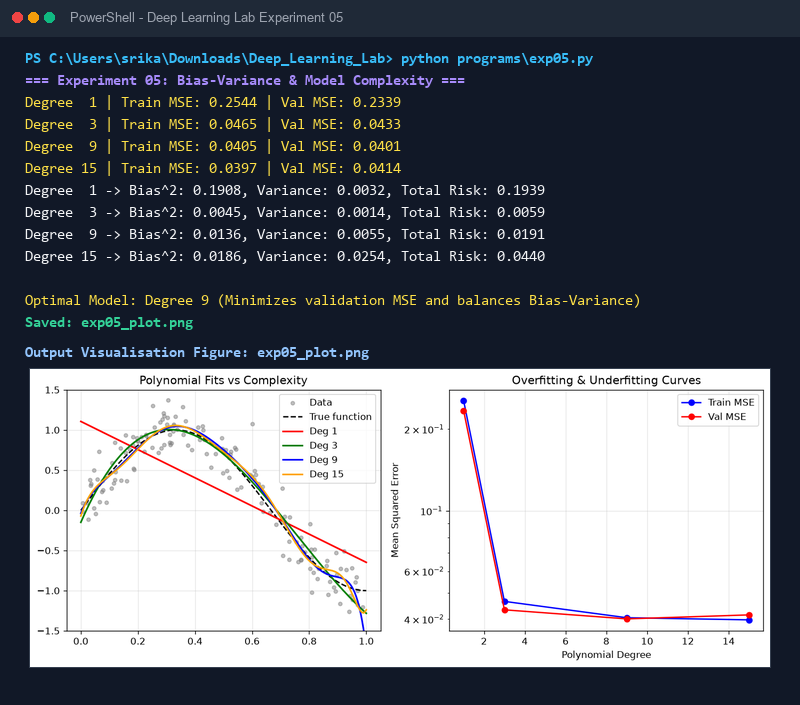 PowerShell - Deep Learning Lab Experiment 05
PS C:\Users\srika\Downloads\Deep_Learning_Lab> python programs\exp05.py
=== Experiment 05: Bias-Variance & Model Complexity ===
Degree  1 | Train MSE: 0.2544 | Val MSE: 0.2339
Degree  3 | Train MSE: 0.0465 | Val MSE: 0.0433
Degree  9 | Train MSE: 0.0405 | Val MSE: 0.0401
Degree 15 | Train MSE: 0.0397 | Val MSE: 0.0414
Degree  1 -> Bias^2: 0.1908, Variance: 0.0032, Total Risk: 0.1939
Degree  3 -> Bias^2: 0.0045, Variance: 0.0014, Total Risk: 0.0059
Degree  9 -> Bias^2: 0.0136, Variance: 0.0055, Total Risk: 0.0191
Degree 15 -> Bias^2: 0.0186, Variance: 0.0254, Total Risk: 0.0440
Optimal Model: Degree 9 (Minimizes validation MSE and balances Bias-Variance)
Saved: exp05_plot.png
Output Visualisation Figure: exp05_plot.png
Polynomial Fits vs Complexity
1.5
1.0
0.5
0.0
−0.5
−1.0
−1.5
0.0 0.2 0.4 0.6 0.8 1.0
Data
True function
Deg 1
Deg 3
Deg 9
Deg 15
Overfitting & Underfitting Curves
Train MSE
Val MSE
Mean Squared Error
2 × 10⁻¹
10⁻¹
6 × 10⁻²
4 × 10⁻²
2 4 6 8 10 12 14
Polynomial Degree